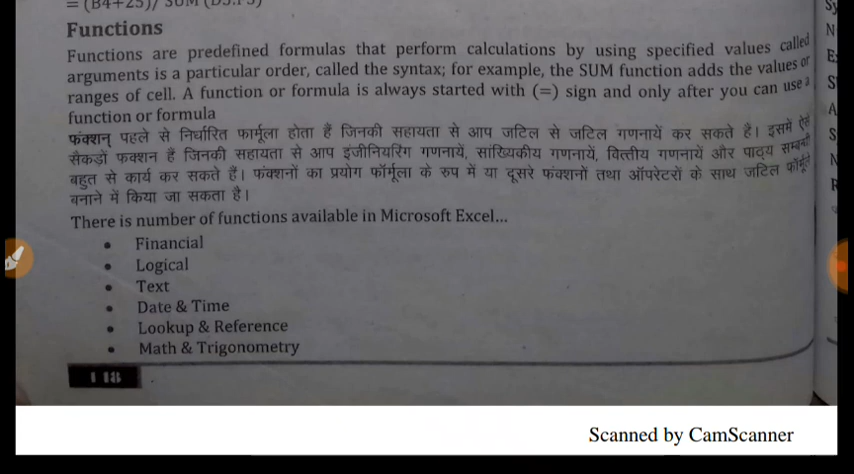 = (B4+25)/ SUM (D5:F5)
Functions
Functions are predefined formulas that perform calculations by using specified values called
arguments is a particular order, called the syntax; for example, the SUM function adds the values or
ranges of cell. A function or formula is always started with (=) sign and only after you can use a
function or formula
फंक्शन् पहले से निर्धारित फार्मूला होता हैं जिनकी सहायता से आप जटिल से जटिल गणनायें कर सकते है। इसमें ऐसे
सैकड़ों फक्शन हैं जिनकी सहायता से आप इंजीनियरिंग गणनायें, सांख्यिकीय गणनायें, वित्तीय गणनायें और पाद्य सम्बन्धी
बहुत से कार्य कर सकते हैं। फंक्शनों का प्रयोग फॉर्मूला के रुप में या दूसरे फंक्शनों तथा ऑपरेटरों के साथ जटिल फॉर्मूले
बनाने में किया जा सकता है।
There is number of functions available in Microsoft Excel...
• Financial
• Logical
• Text
• Date & Time
• Lookup & Reference
• Math & Trigonometry
118
Scanned by CamScanner